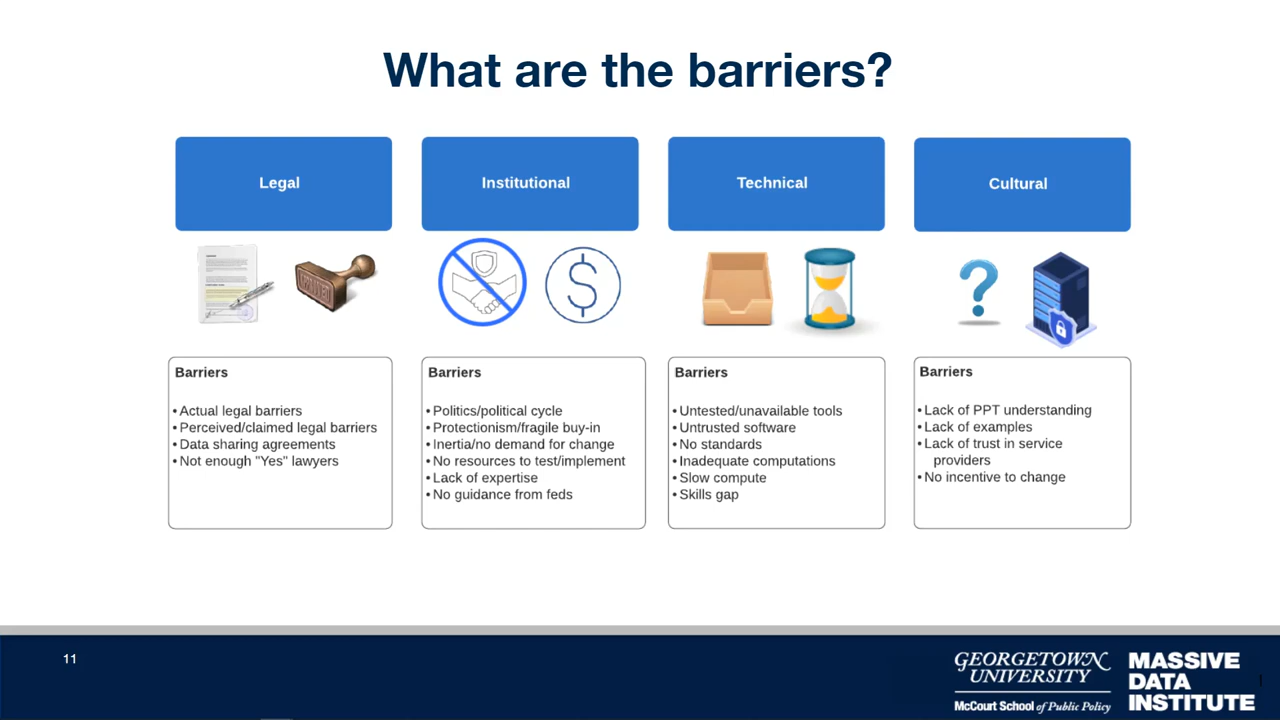 What are the barriers?
Legal
Institutional
Technical
Cultural
Barriers
• Actual legal barriers
• Perceived/claimed legal barriers
• Data sharing agreements
• Not enough "Yes" lawyers
Barriers
• Politics/political cycle
• Protectionism/fragile buy-in
• Inertia/no demand for change
• No resources to test/implement
• Lack of expertise
• No guidance from feds
Barriers
• Untested/unavailable tools
• Untrusted software
• No standards
• Inadequate computations
• Slow compute
• Skills gap
Barriers
• Lack of PPT understanding
• Lack of examples
• Lack of trust in service
providers
• No incentive to change
11
GEORGETOWN
UNIVERSITY
McCourt School of Public Policy
MASSIVE
DATA
INSTITUTE